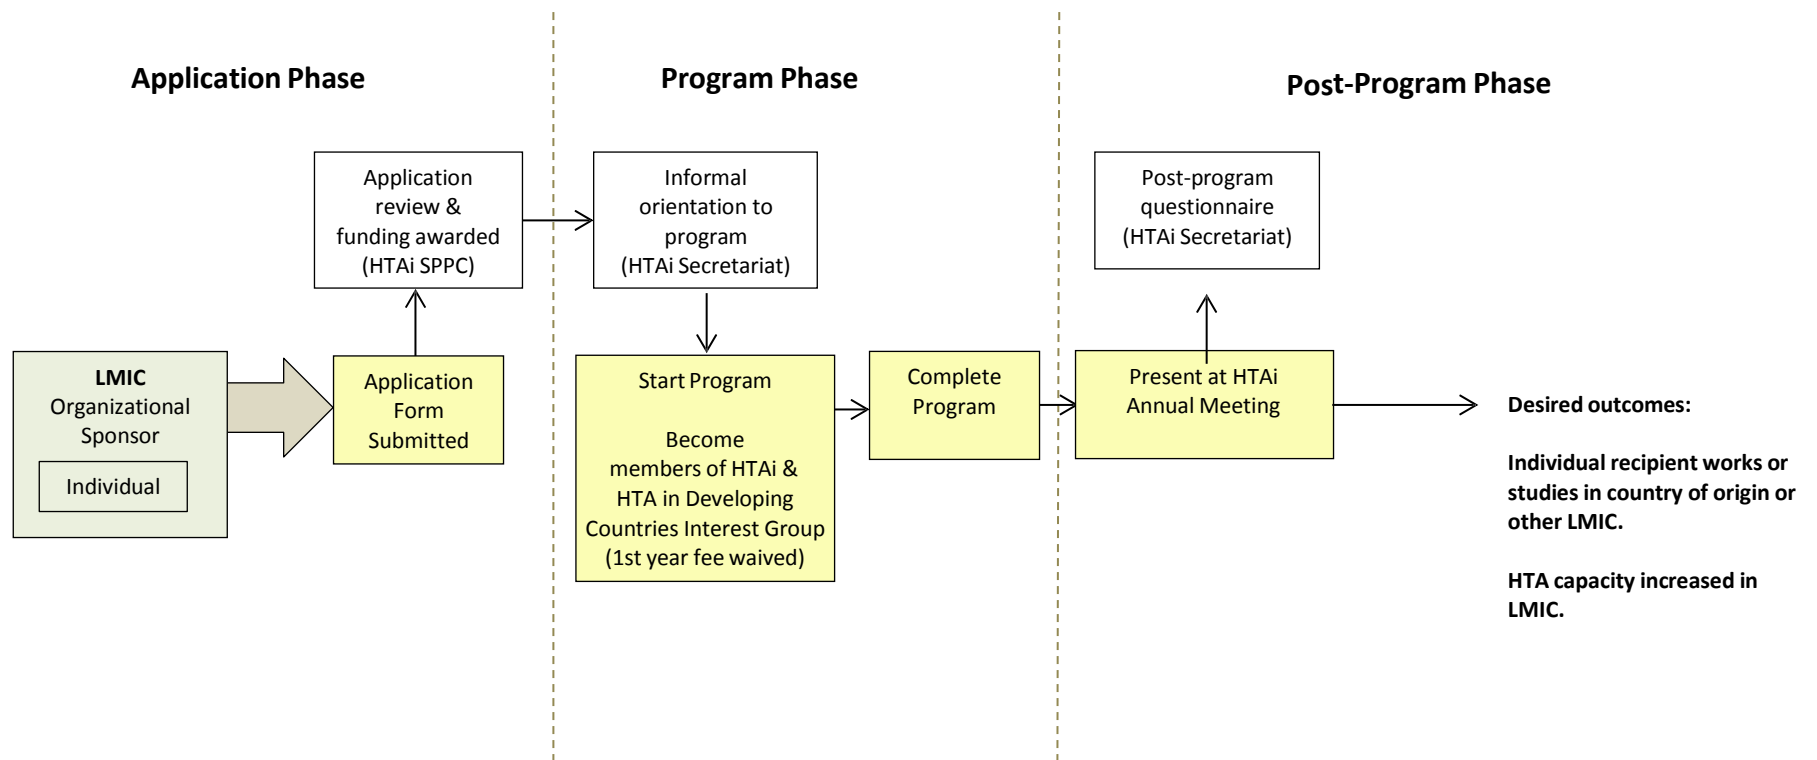 Application Phase
Program Phase
Post-Program Phase
Application
review &
funding awarded
(HTAi SPPC)
Informal
orientation to
program
(HTAi Secretariat)
Post-program
questionnaire
(HTAi Secretariat)
LMIC
Organizational
Sponsor
Individual
Application
Form
Submitted
Start Program
Become
members of HTAi &
HTA in Developing
Countries Interest Group
(1st year fee waived)
Complete
Program
Present at HTAi
Annual Meeting
Desired outcomes:
Individual recipient works or
studies in country of origin or
other LMIC.
HTA capacity increased in
LMIC.